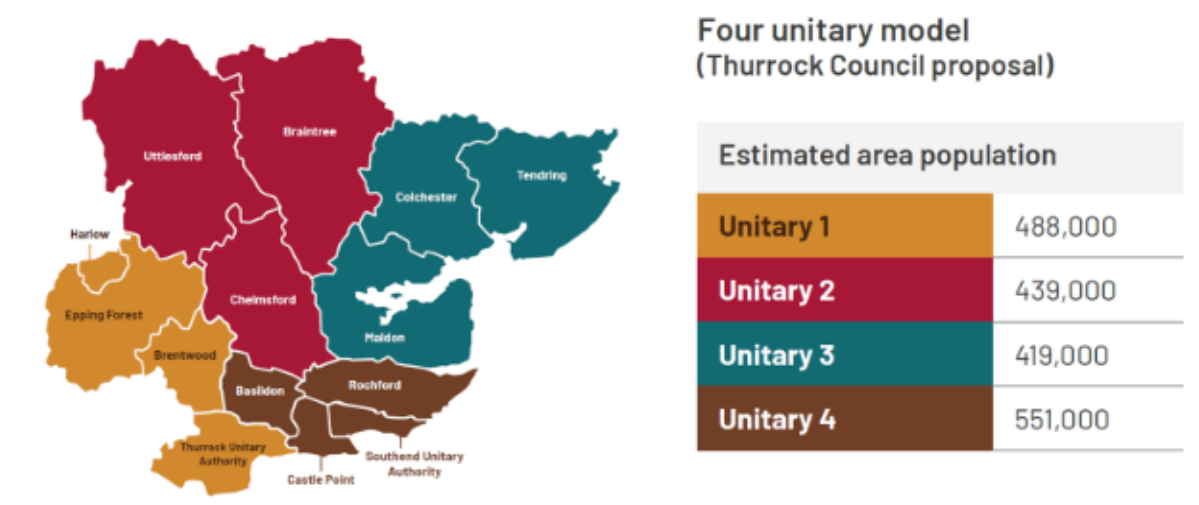 Four unitary model
(Thurrock Council proposal)
Estimated area population
Unitary 1 488,000
Unitary 2 439,000
Unitary 3 419,000
Unitary 4 551,000
Uttlesford
Braintree
Colchester
Tendring
Harlow
Epping Forest
Chelmsford
Maldon
Brentwood
Basildon
Rochford
Thurrock Unitary
Authority
Castle Point
Southend Unitary
Authority